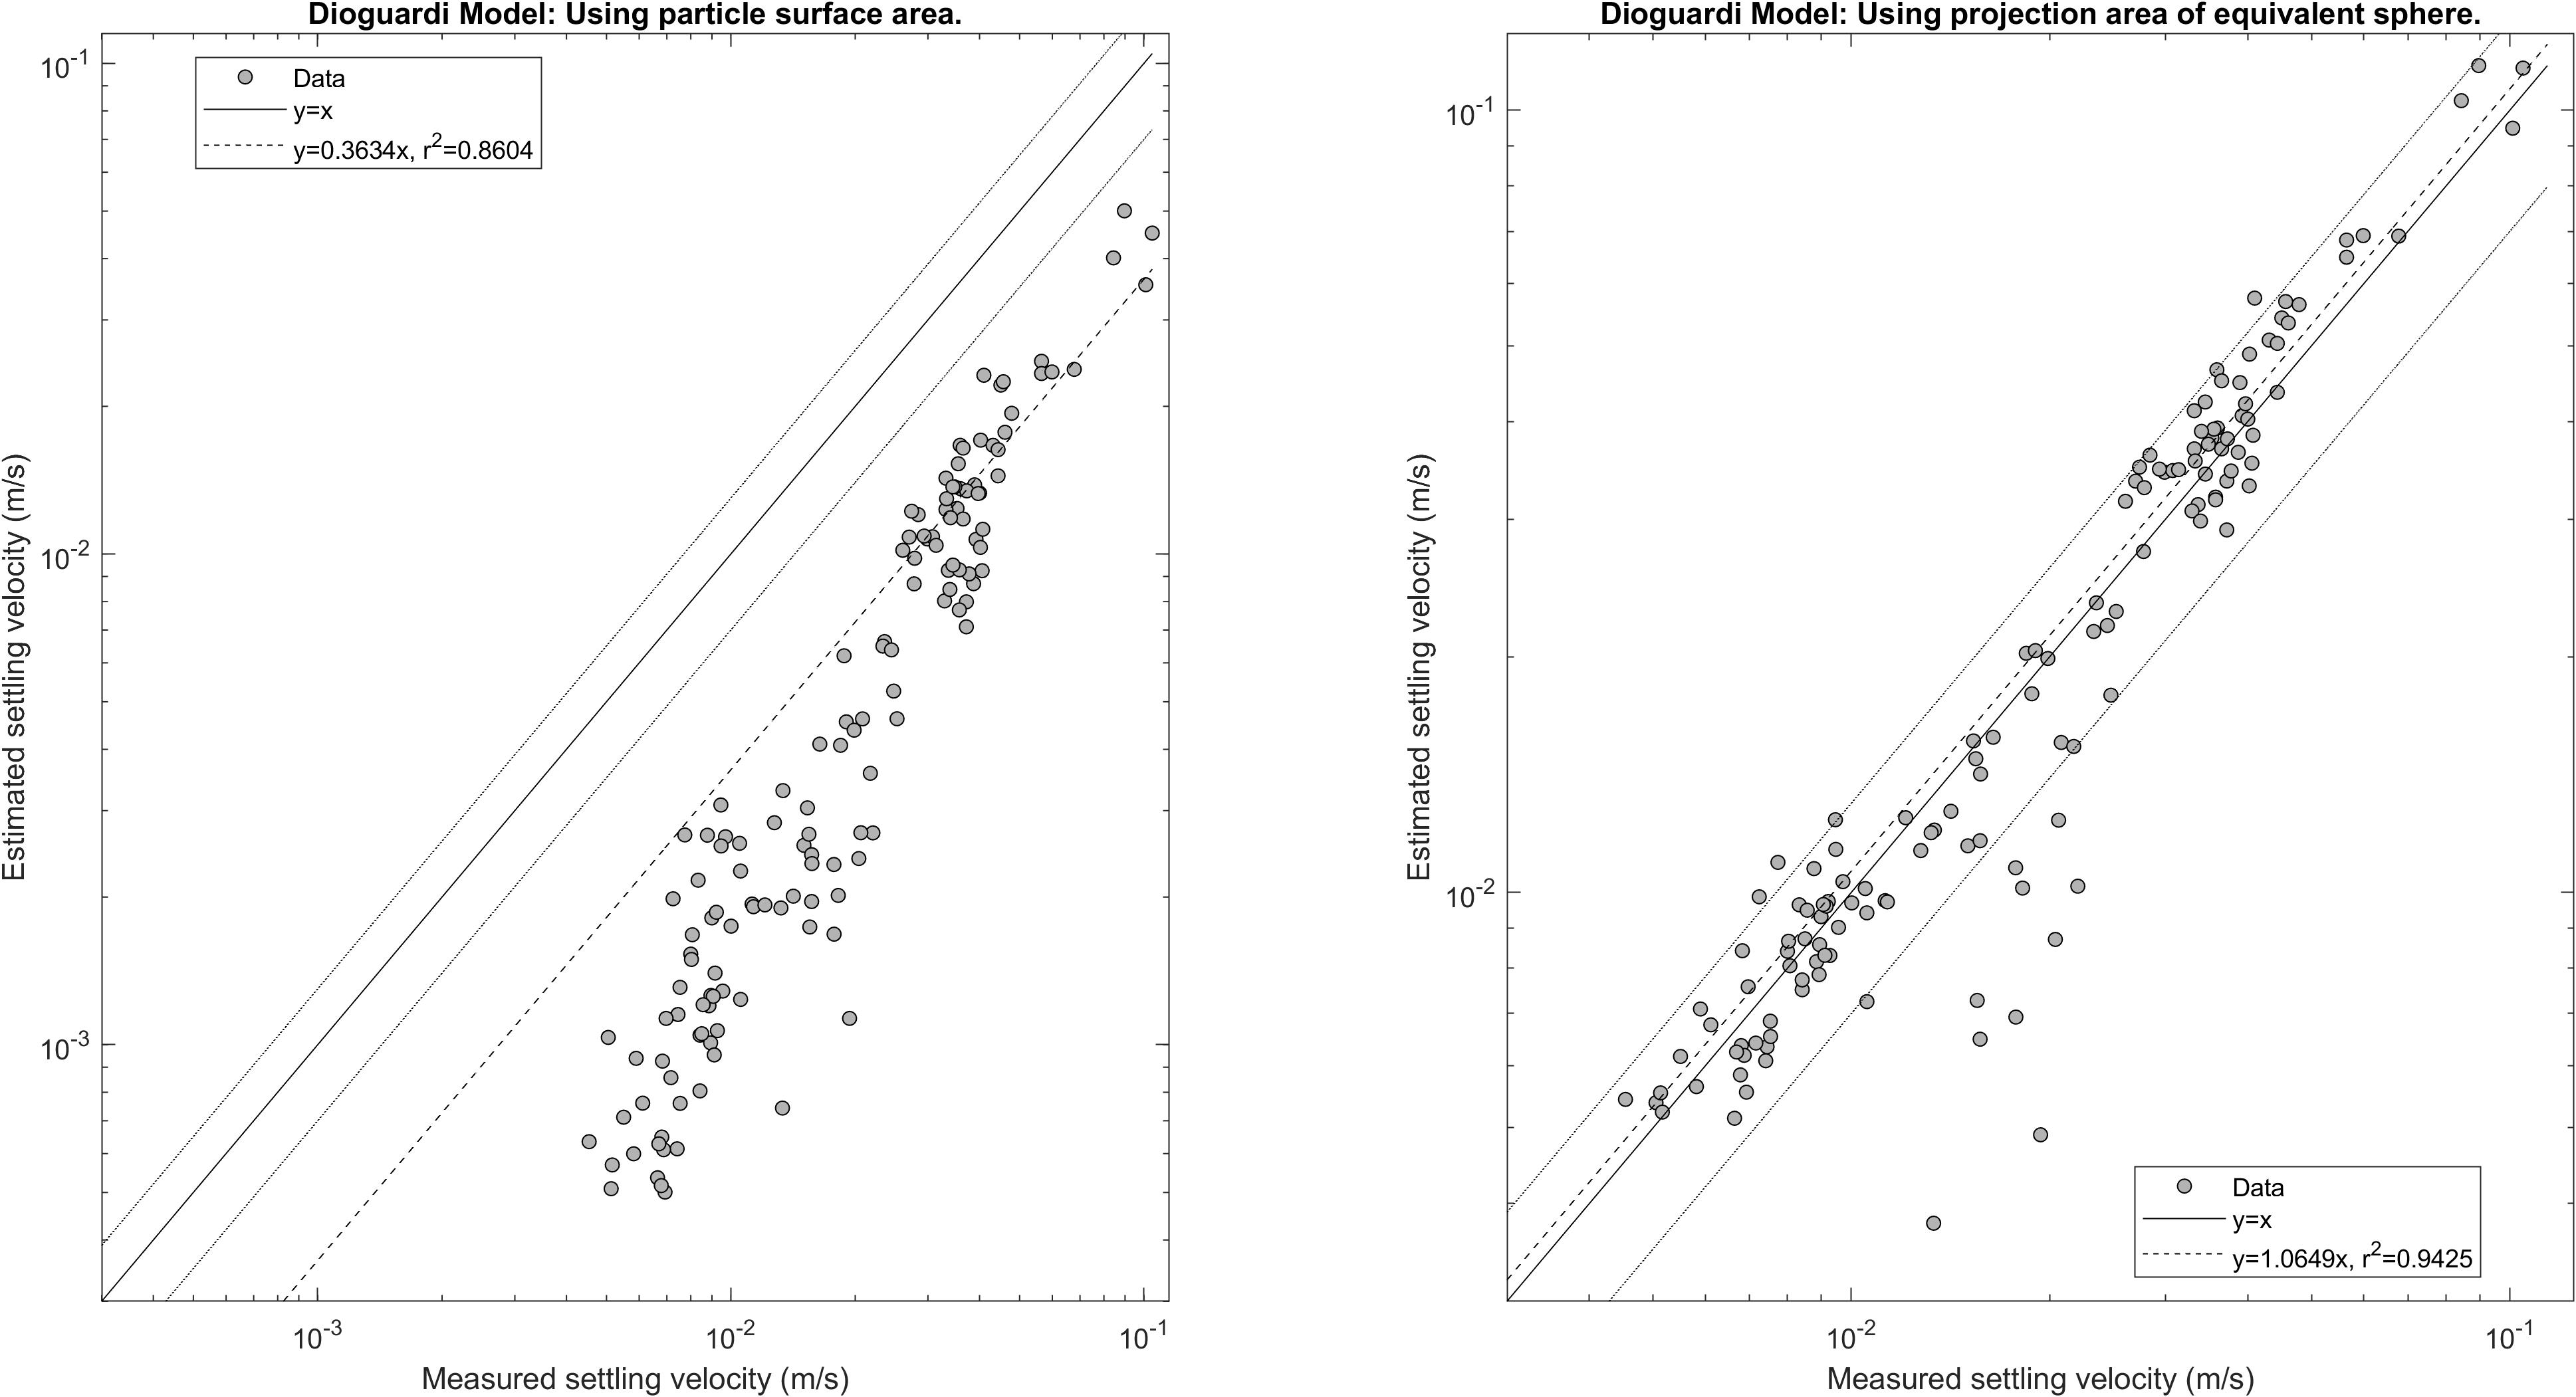 Dioguardi Model: Using particle surface area.
Data
y=x
y=0.3634x, r²=0.8604
10⁻¹
10⁻²
10⁻³
Estimated settling velocity (m/s)
10⁻³ 10⁻² 10⁻¹
Measured settling velocity (m/s)
Dioguardi Model: Using projection area of equivalent sphere.
10⁻¹
10⁻²
Estimated settling velocity (m/s)
Data
y=x
y=1.0649x, r²=0.9425
10⁻² 10⁻¹
Measured settling velocity (m/s)